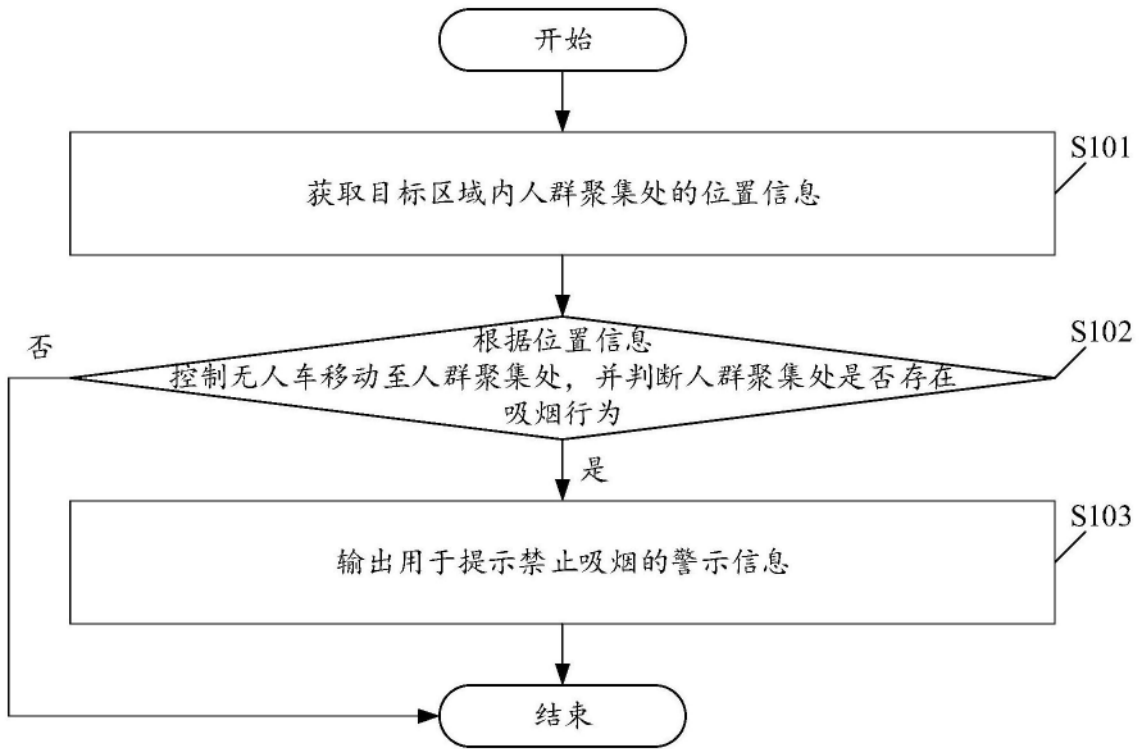 开始
S101
获取目标区域内人群聚集处的位置信息
S102
否
根据位置信息
控制无人车移动至人群聚集处，并判断人群聚集处是否存在
吸烟行为
是
S103
输出用于提示禁止吸烟的警示信息
结束